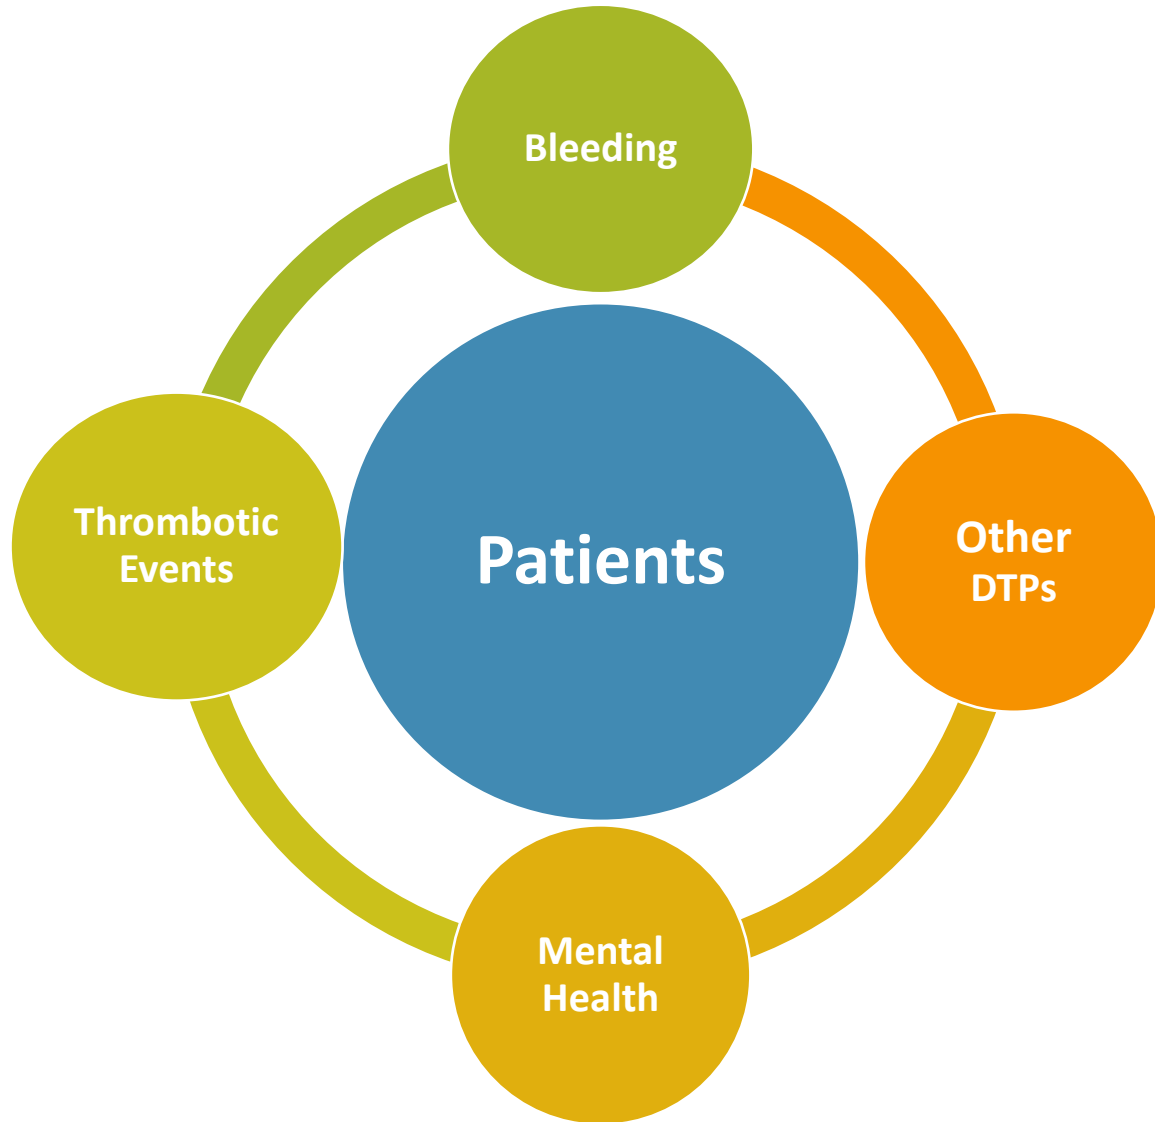 Bleeding
Thrombotic
Events
Patients
Other
DTPs
Mental
Health